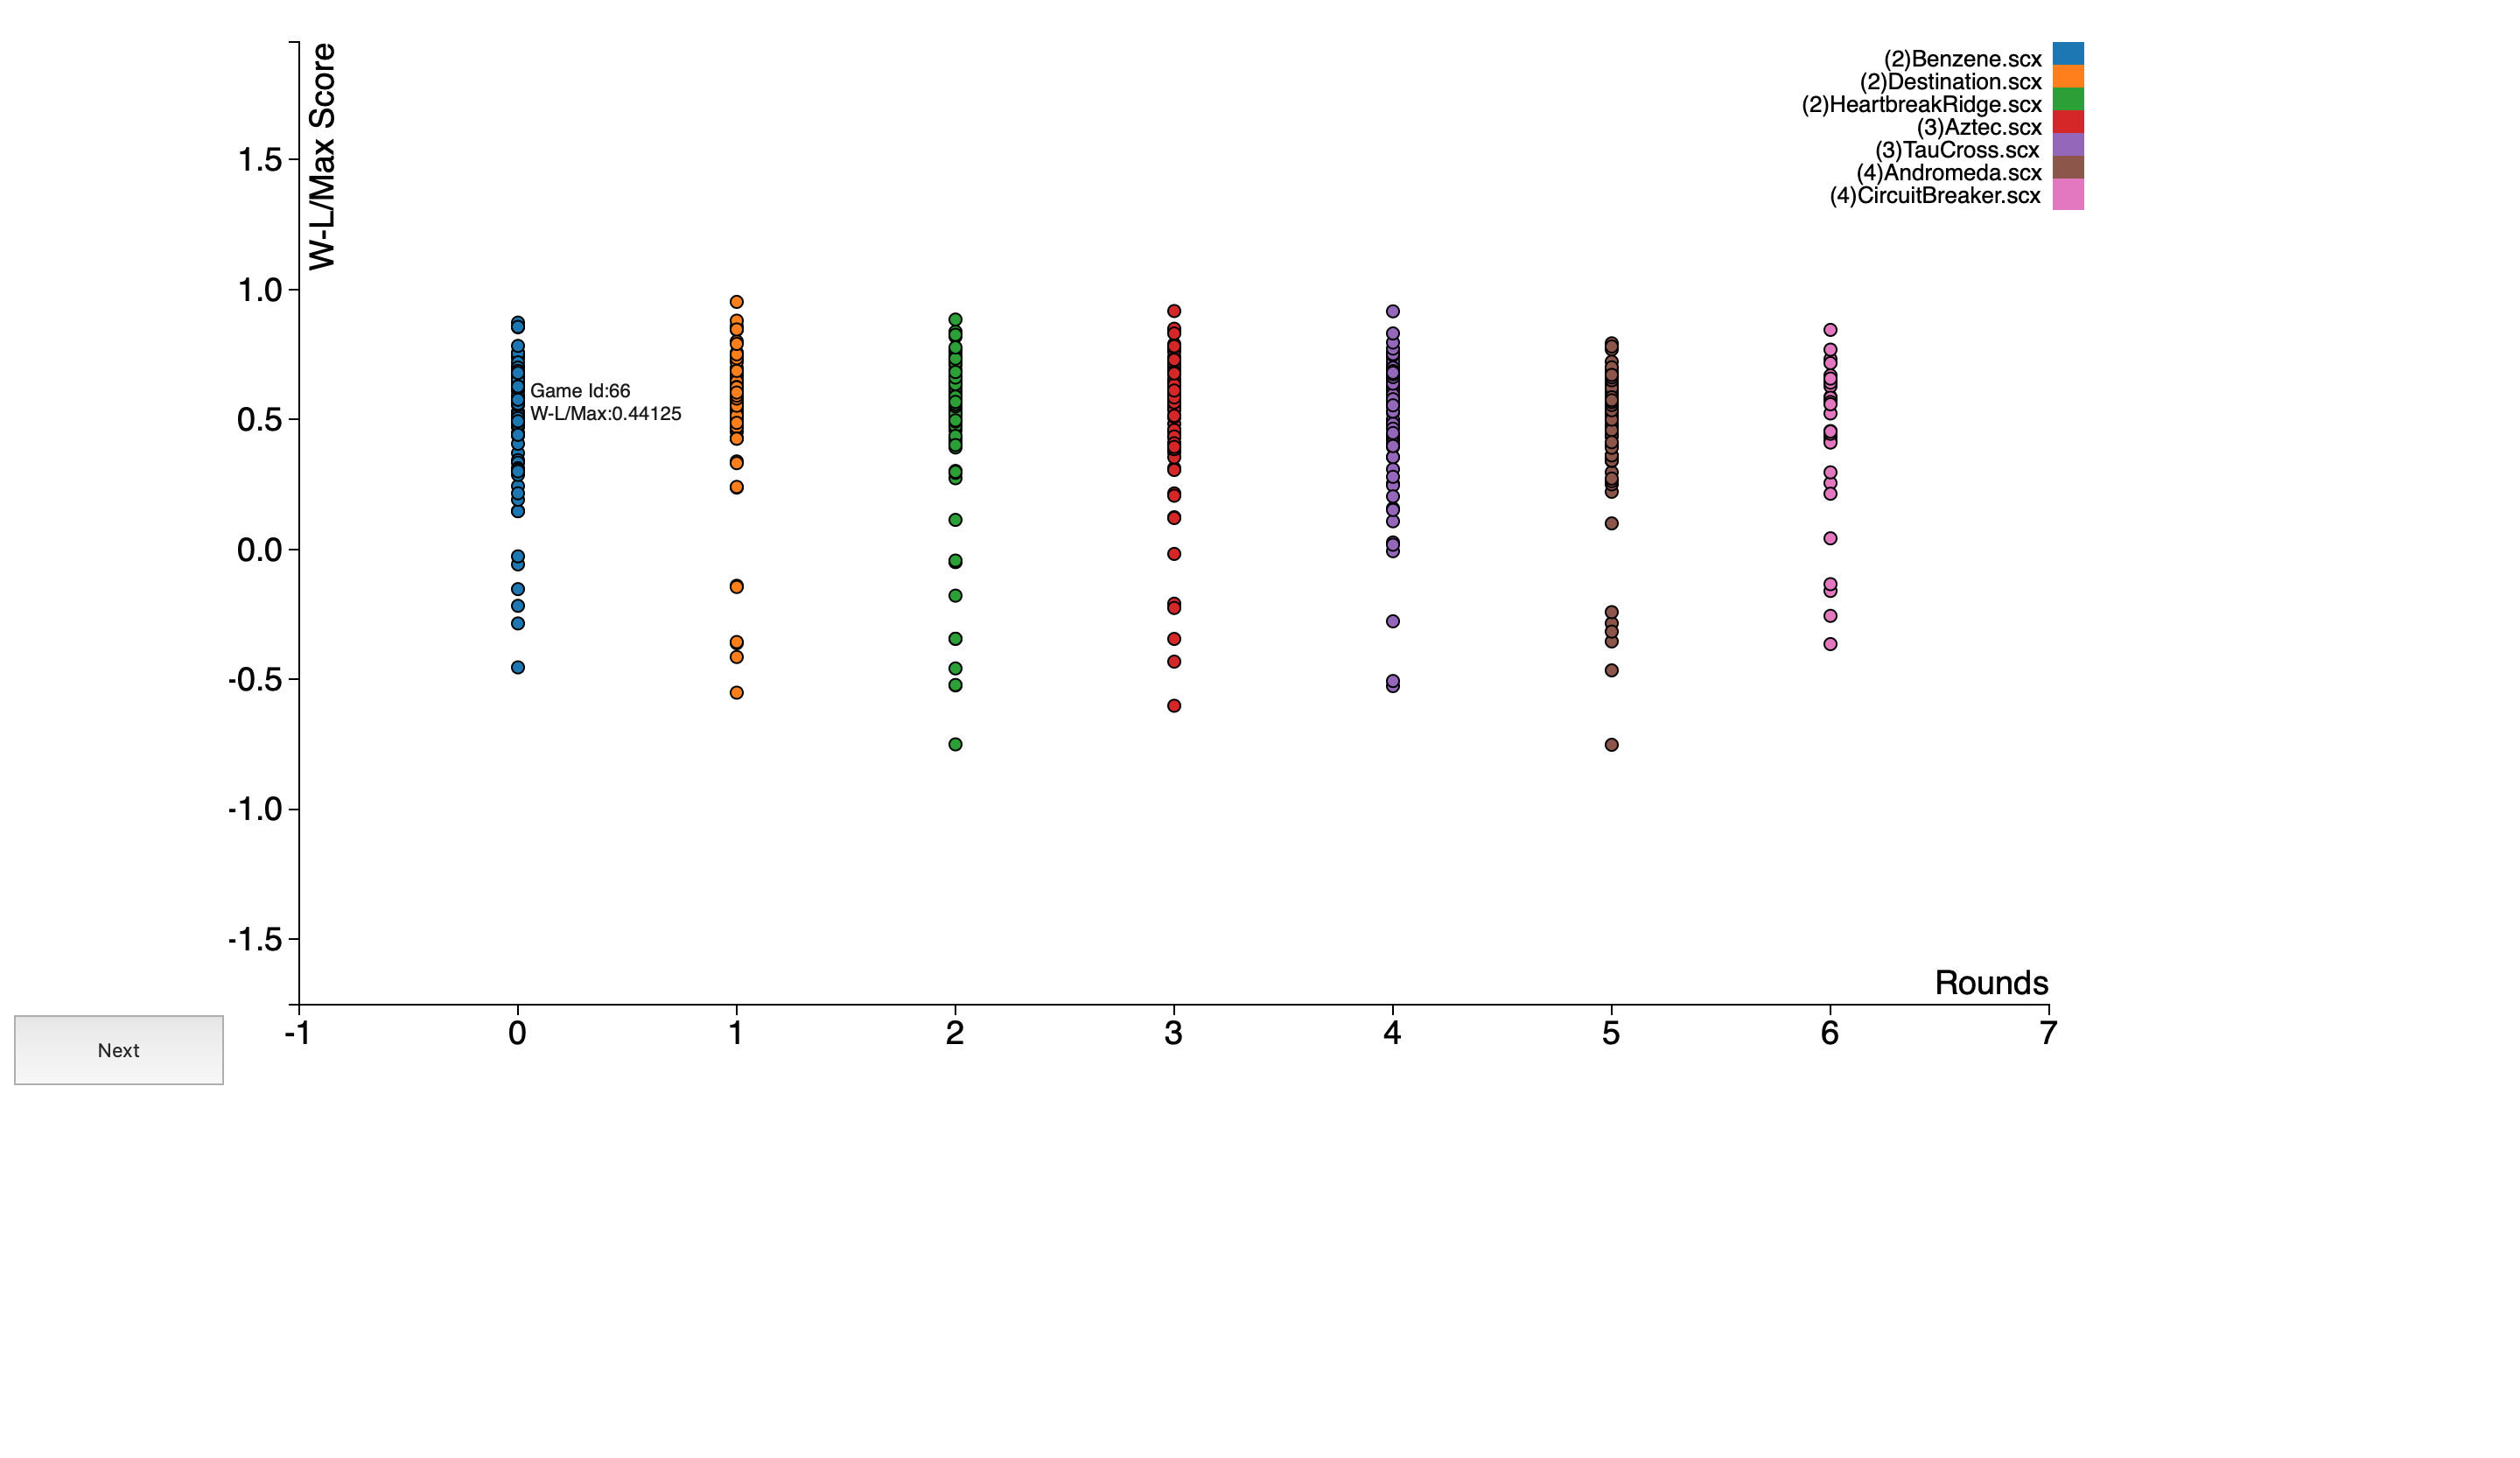 W-L/Max Score
(2)Benzene.scx
(2)Destination.scx
(2)HeartbreakRidge.scx
(3)Aztec.scx
(3)TauCross.scx
(4)Andromeda.scx
(4)CircuitBreaker.scx
1.5
1.0
0.5
0.0
-0.5
-1.0
-1.5
Game Id:66
W-L/Max:0.44125
Rounds
-1 0 1 2 3 4 5 6 7
Next